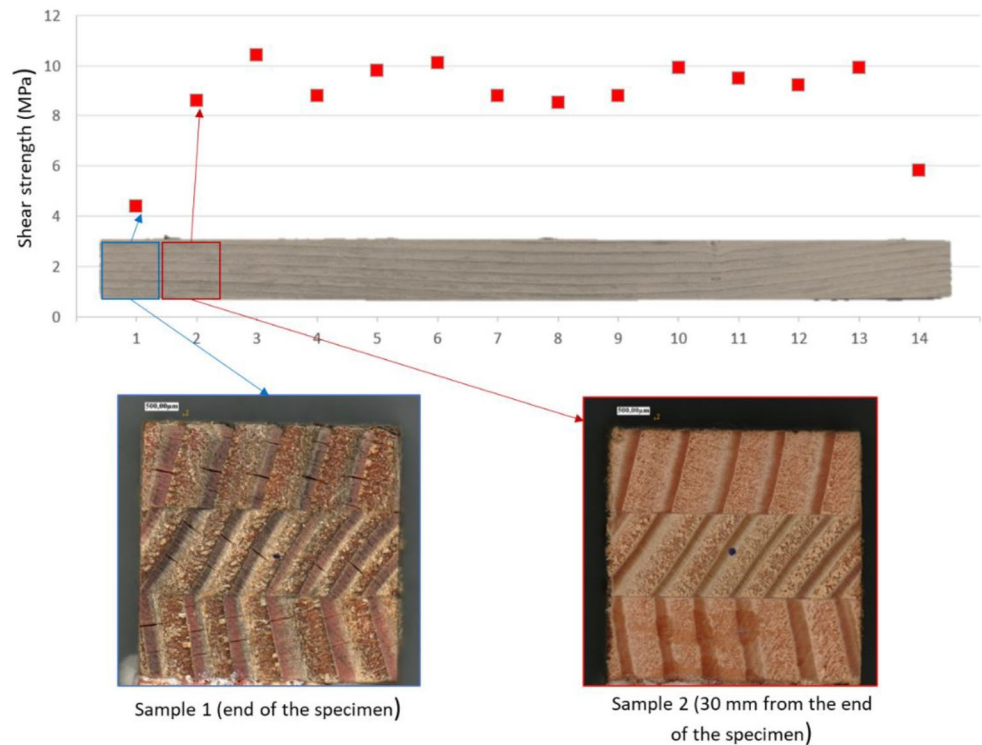 12
10
8
6
4
2
0
Shear strength (MPa)
1 2 3 4 5 6 7 8 9 10 11 12 13 14
500,00µm
500,00µm
Sample 1 (end of the specimen)
Sample 2 (30 mm from the end
of the specimen)